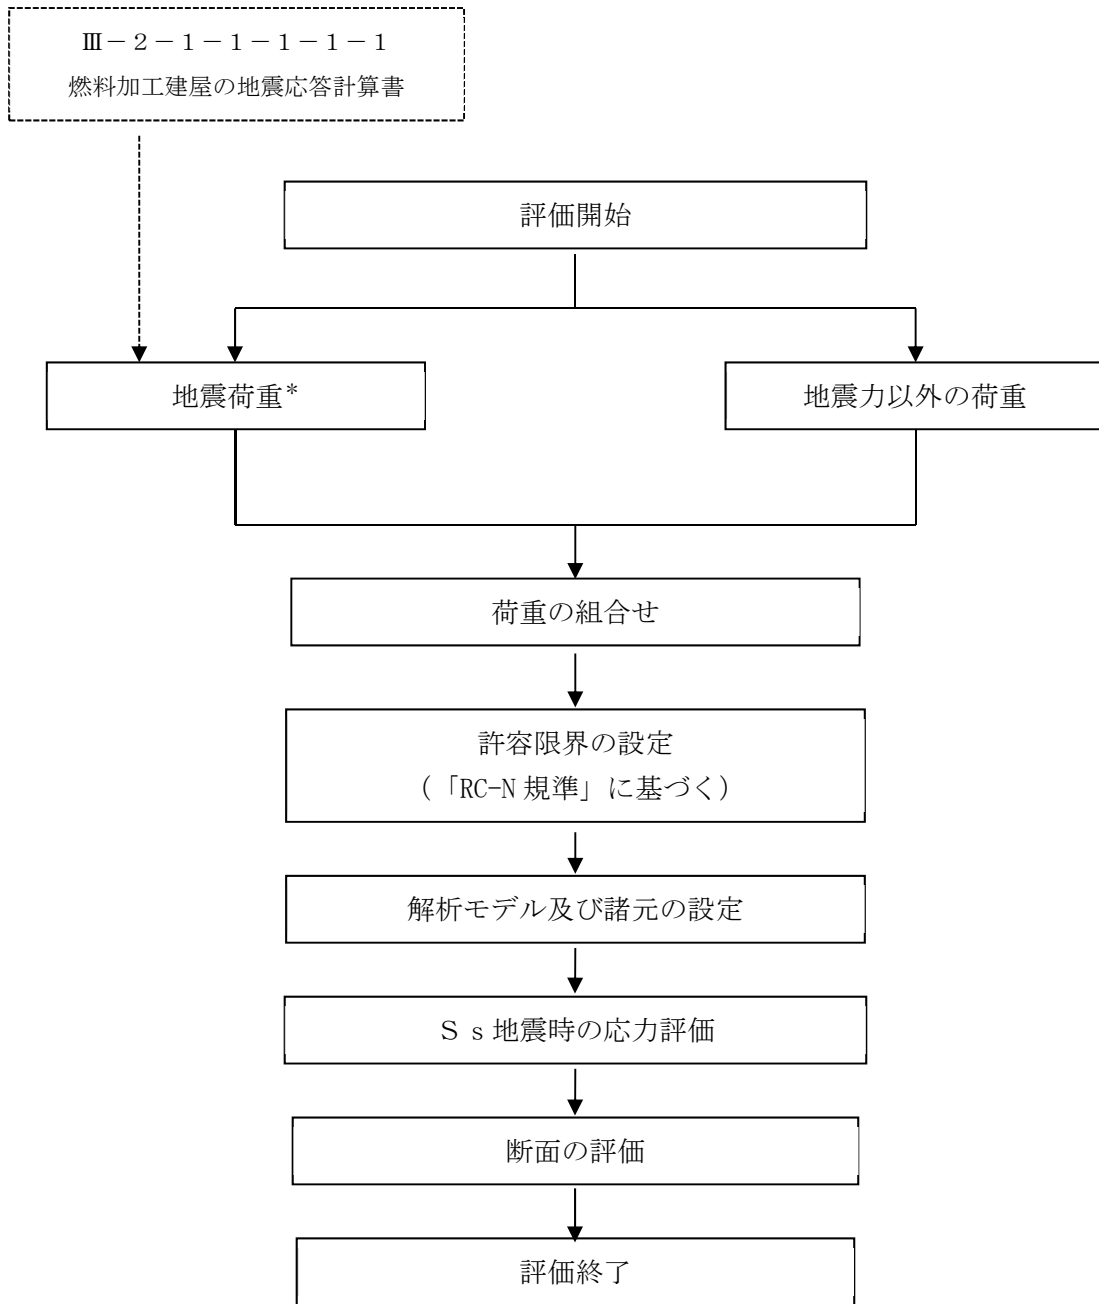 Ⅲ－２－１－１－１－１－１
燃料加工建屋の地震応答計算書
評価開始
地震荷重*
地震力以外の荷重
荷重の組合せ
許容限界の設定
(「RC-N規準」に基づく)
解析モデル及び諸元の設定
Ｓｓ地震時の応力評価
断面の評価
評価終了